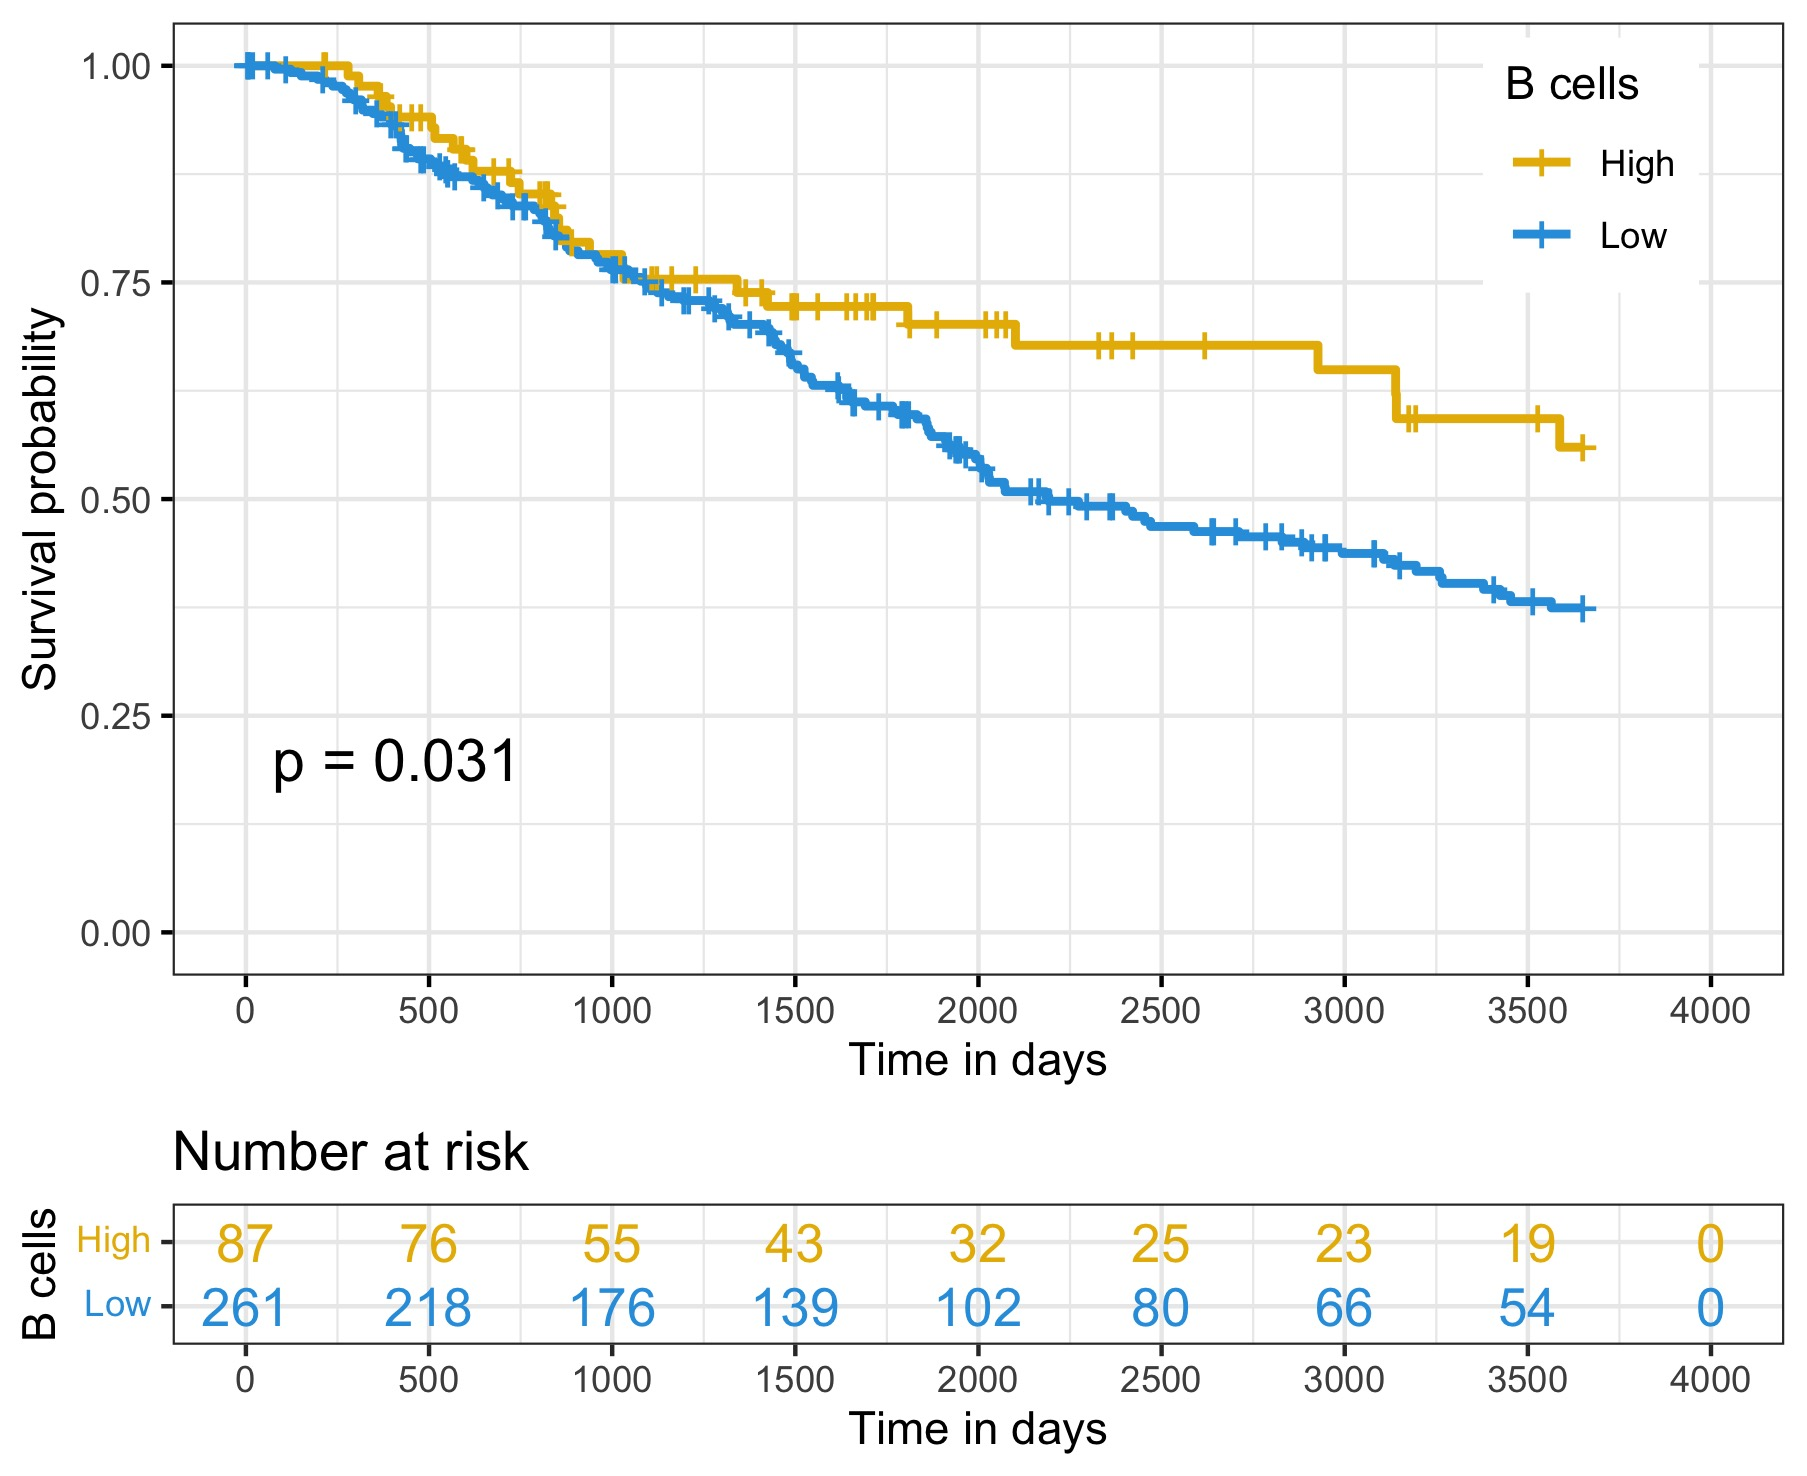 B cells
High
Low
1.00
0.75
0.50
0.25
0.00
Survival probability
p = 0.031
0 500 1000 1500 2000 2500 3000 3500 4000
Time in days
Number at risk
B cells
High 87 76 55 43 32 25 23 19 0
Low 261 218 176 139 102 80 66 54 0
0 500 1000 1500 2000 2500 3000 3500 4000
Time in days